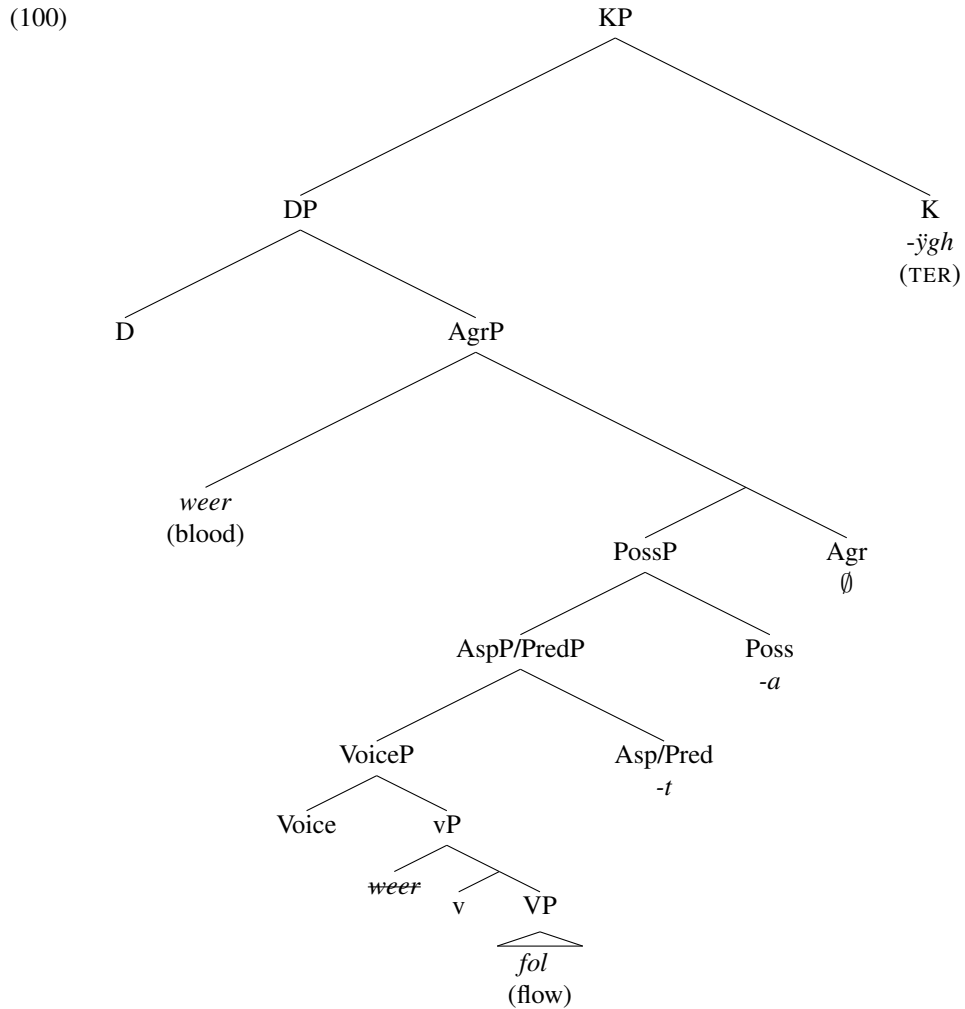 (100) KP
DP K
-ÿgh
(TER)
D AgrP
weer
(blood)
PossP Agr
∅
AspP/PredP Poss
-a
VoiceP Asp/Pred
-t
Voice vP
weer
v VP
fol
(flow)